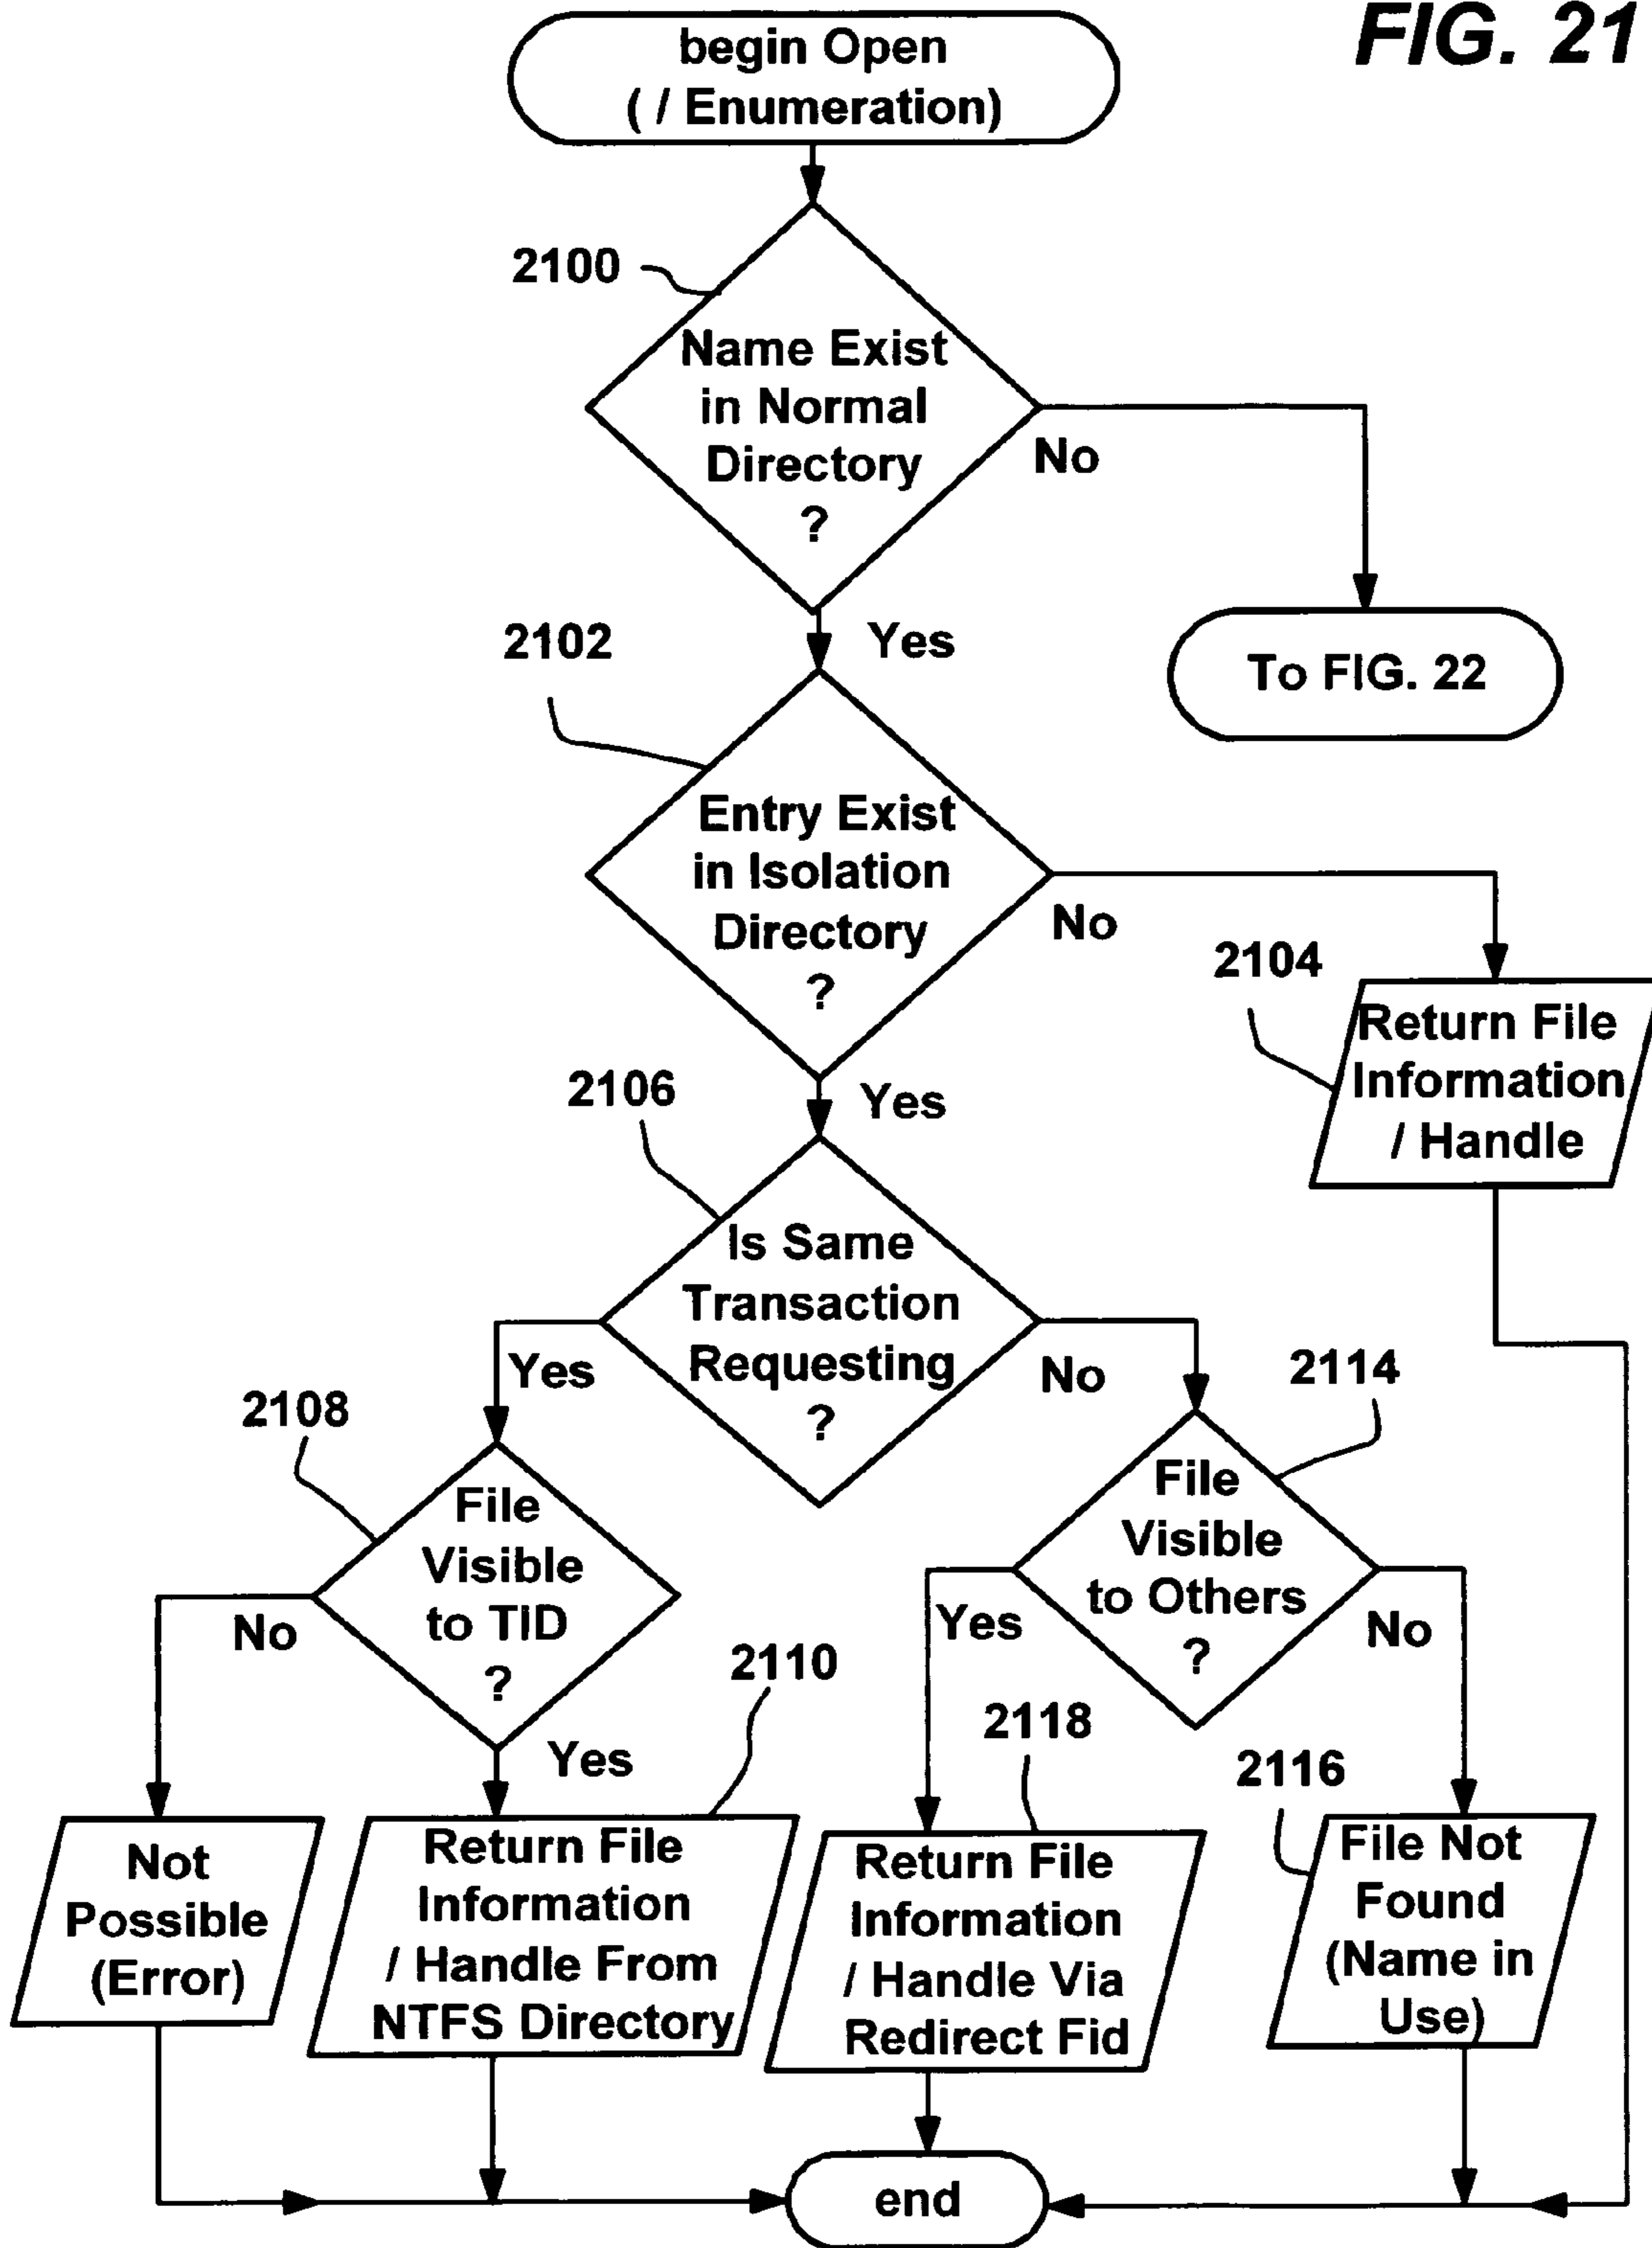 FIG. 21
begin Open
( / Enumeration)
2100
Name Exist
in Normal
Directory
?
No
Yes
To FIG. 22
2102
Entry Exist
in Isolation
Directory
?
No
Yes
2104
Return File
Information
/ Handle
2106
Is Same
Transaction
Requesting
?
Yes
No
2108
File
Visible
to TID
?
No
Yes
2114
File
Visible
to Others
?
Yes
No
2110
2118
2116
Not
Possible
(Error)
Return File
Information
/ Handle From
NTFS Directory
Return File
Information
/ Handle Via
Redirect Fid
File Not
Found
(Name in
Use)
end